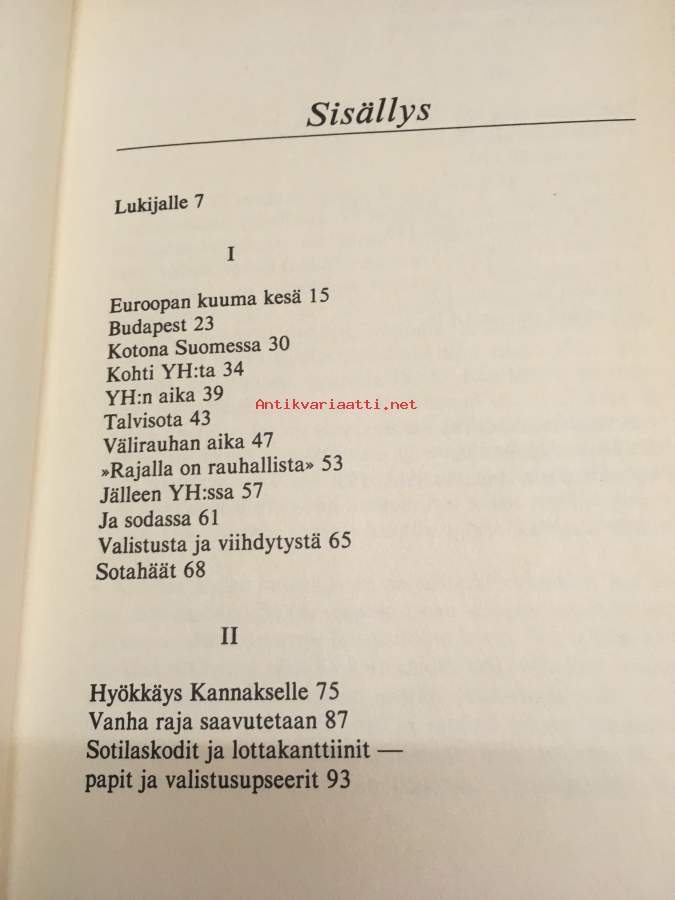 Sisällys
Lukijalle 7
I
Euroopan kuuma kesä 15
Budapest 23
Kotona Suomessa 30
Kohti YH:ta 34
YH:n aika 39
Antikvariaatti.net
Talvisota 43
Välirauhan aika 47
»Rajalla on rauhallista» 53
Jälleen YH:ssa 57
Ja sodassa 61
Valistusta ja viihdytystä 65
Sotahäät 68
II
Hyökkäys Kannakselle 75
Vanha raja saavutetaan 87
Sotilaskodit ja lottakanttiinit —
papit ja valistusupseerit 93